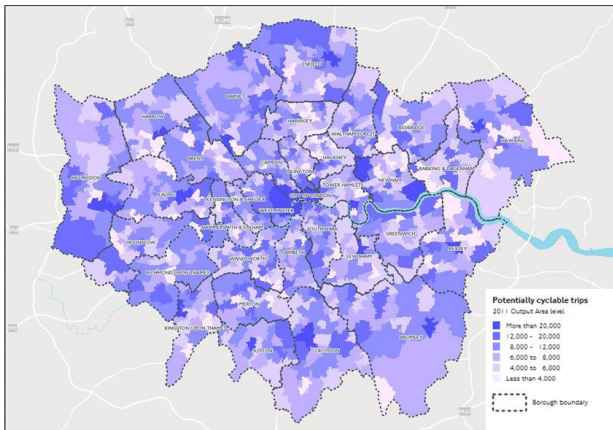 ENFIELD
BARNET
HARROW
HARINGEY
WALTHAM FOREST
REDBRIDGE
HAVERING
BRENT
CAMDEN
ISLINGTON
HACKNEY
BARKING & DAGENHAM
HILLINGDON
NEWHAM
TOWER HAMLETS
EALING
KENSINGTON & CHELSEA
CITY OF LONDON
WESTMINSTER
HAMMERSMITH & FULHAM
SOUTHWARK
GREENWICH
HOUNSLOW
BEXLEY
WANDSWORTH
LAMBETH
LEWISHAM
RICHMOND UPON THAMES
MERTON
KINGSTON UPON THAMES
BROMLEY
SUTTON
CROYDON
Potentially cyclable trips
2011 Output Area level
More than 20,000
12,000 - 20,000
8,000 - 12,000
6,000 to 8,000
4,000 to 6,000
Less than 4,000
Borough boundary